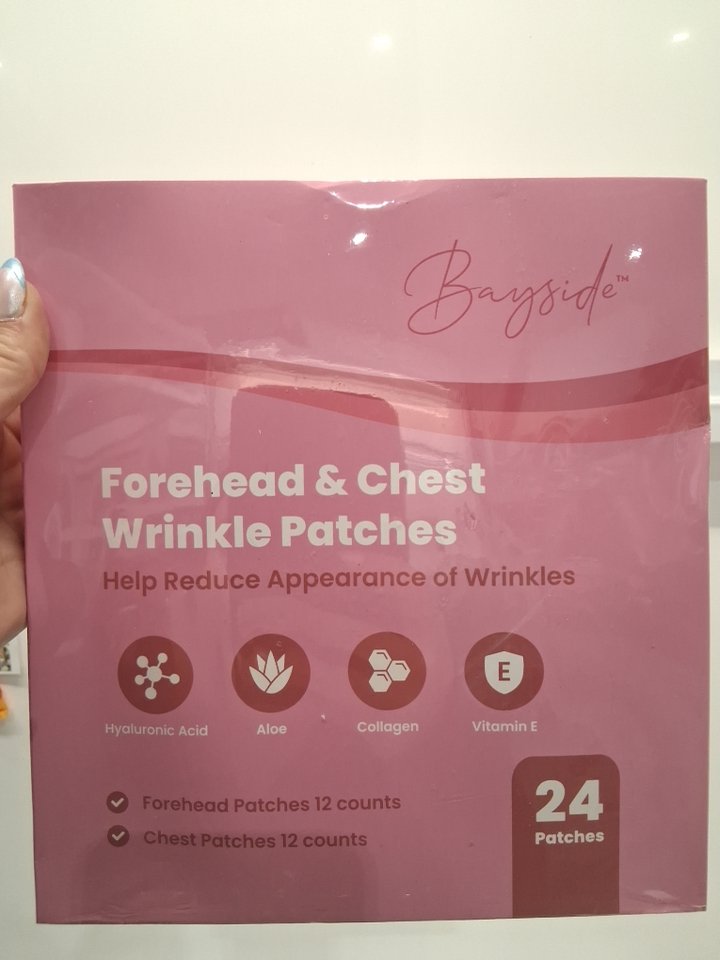 Bayside™
Forehead & Chest
Wrinkle Patches
Help Reduce Appearance of Wrinkles
E
Hyaluronic Acid
Aloe
Collagen
Vitamin E
Forehead Patches 12 counts
Chest Patches 12 counts
24
Patches